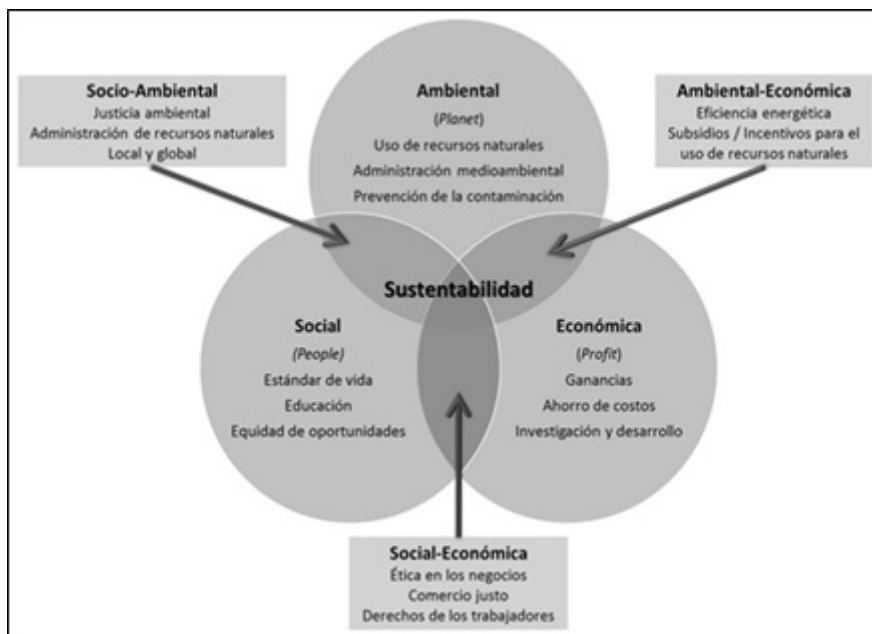 Socio-Ambiental
Justicia ambiental
Administración de recursos naturales
Local y global
Ambiental
(Planet)
Uso de recursos naturales
Administración medioambiental
Prevención de la contaminación
Ambiental-Económica
Eficiencia energética
Subsidios / Incentivos para el
uso de recursos naturales
Sustentabilidad
Social
(People)
Estándar de vida
Educación
Equidad de oportunidades
Económica
(Profit)
Ganancias
Ahorro de costos
Investigación y desarrollo
Social-Económica
Ética en los negocios
Comercio justo
Derechos de los trabajadores